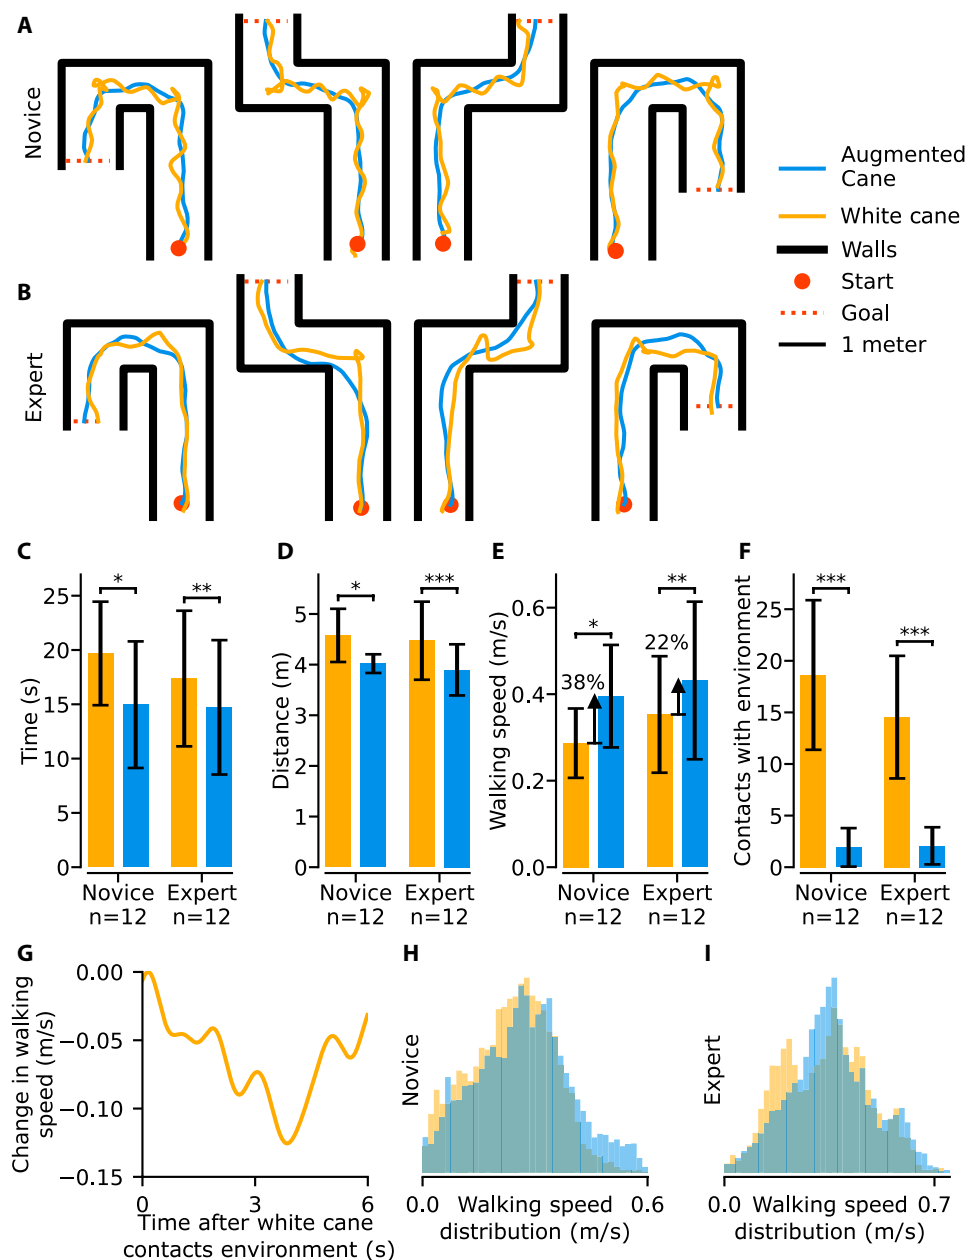 A
Novice
Augmented
Cane
White cane
Walls
Start
Goal
1 meter
B
Expert
C
Time (s)
25
20
15
10
5
0
*
**
Novice
n=12
Expert
n=12
D
Distance (m)
5
4
3
2
1
0
*
***
Novice
n=12
Expert
n=12
E
Walking speed (m/s)
0.6
0.4
0.2
0.0
*
**
38%
22%
Novice
n=12
Expert
n=12
F
Contacts with environment
25
20
15
10
5
0
***
***
Novice
n=12
Expert
n=12
G
Change in walking
speed (m/s)
0.00
−0.05
−0.10
−0.15
0
3
6
Time after white cane
contacts environment (s)
H
Novice
0.0
0.6
Walking speed
distribution (m/s)
I
Expert
0.0
0.7
Walking speed
distribution (m/s)